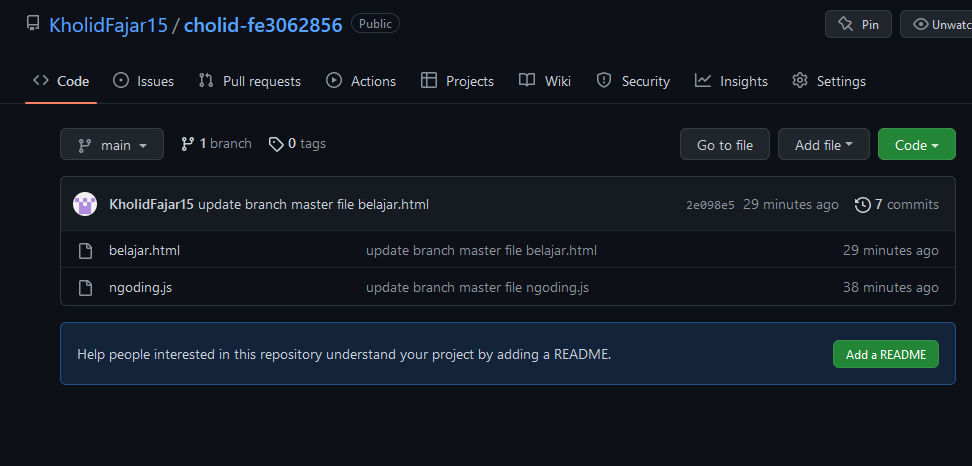 KholidFajar15 / cholid-fe3062856 Public Pin Unwatc
Code Issues Pull requests Actions Projects Wiki Security Insights Settings
main 1 branch 0 tags Go to file Add file Code
KholidFajar15 update branch master file belajar.html 2e098e5 29 minutes ago 7 commits
belajar.html update branch master file belajar.html 29 minutes ago
ngoding.js update branch master file ngoding.js 38 minutes ago
Help people interested in this repository understand your project by adding a README. Add a README